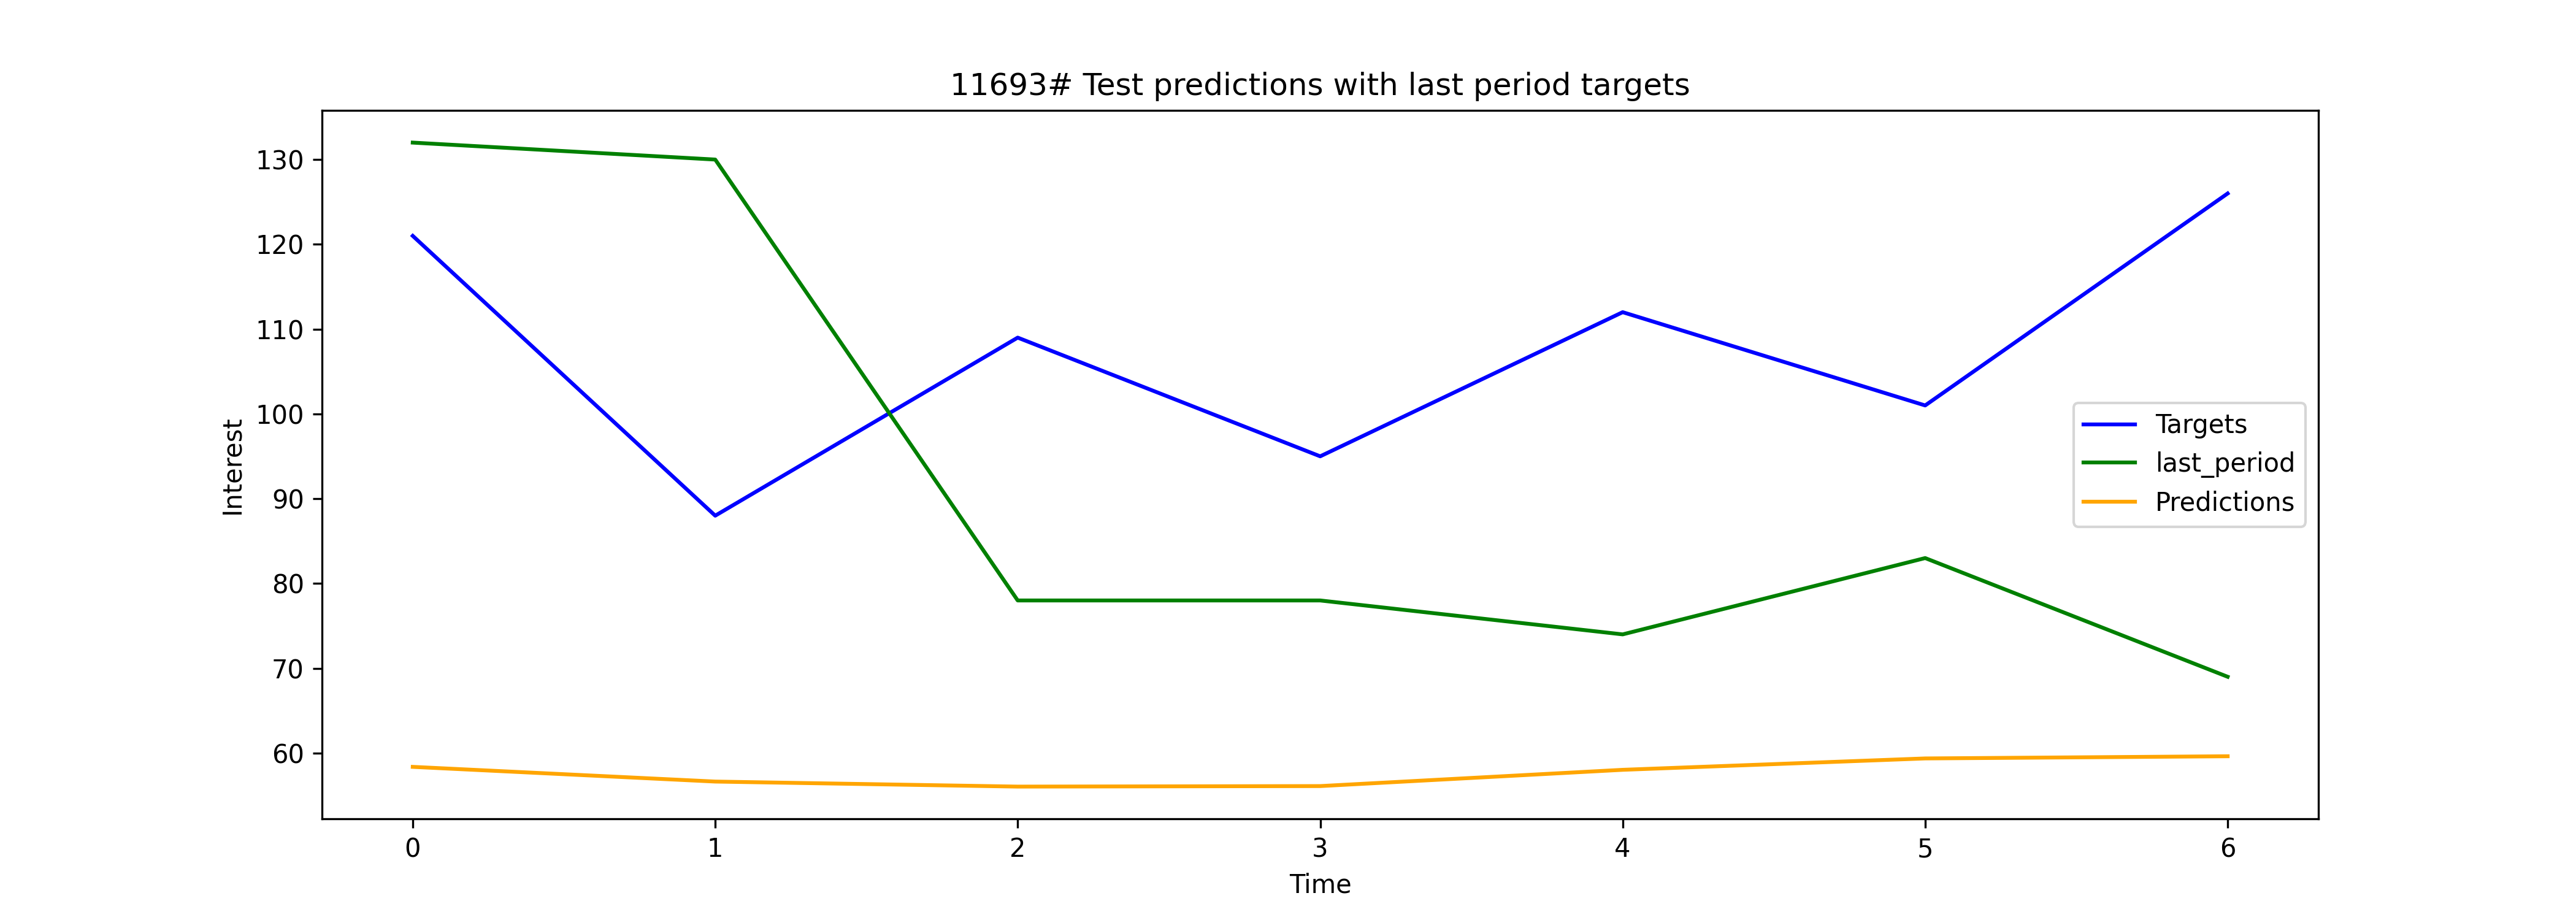 11693# Test predictions with last period targets
130
120
110
100
90
80
70
60
Interest
Targets
last_period
Predictions
0 1 2 3 4 5 6
Time